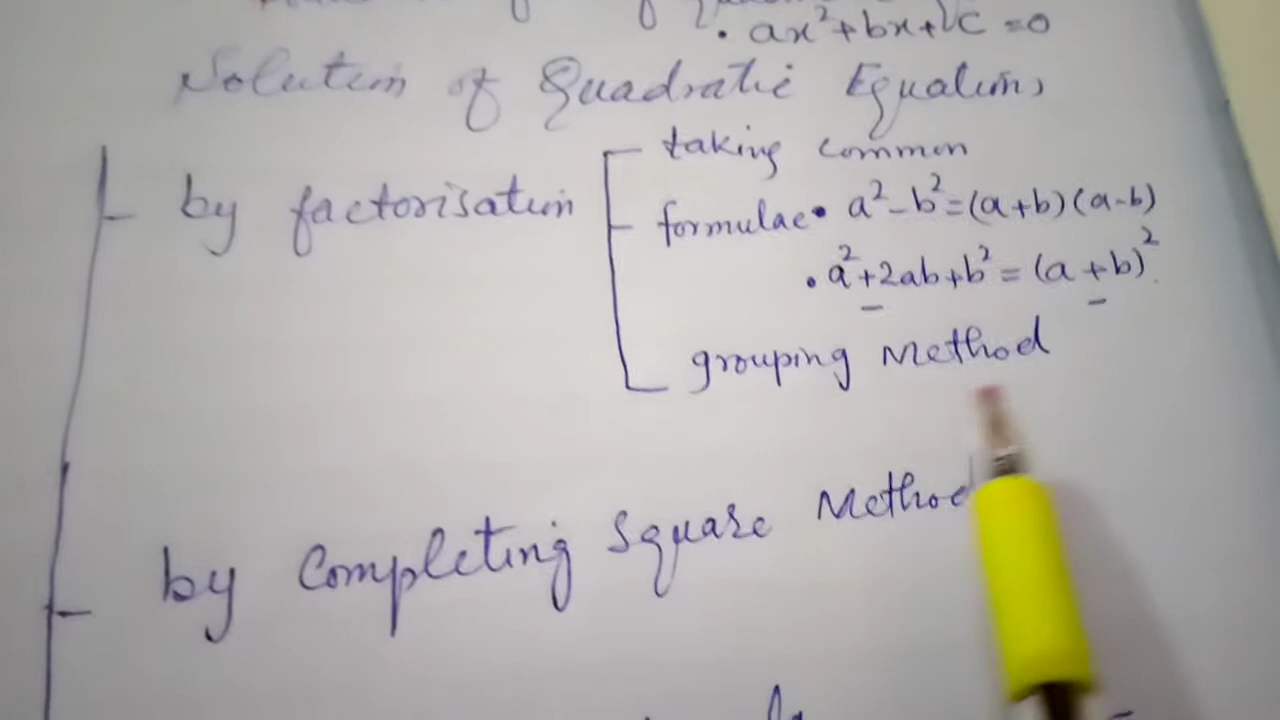 • ax²+bx+c =0
Solution of Quadratic Equations
by factorisation
taking common
formulae • a²-b²=(a+b)(a-b)
• a²±2ab+b² = (a±b)²
grouping Method
by Completing Square Method